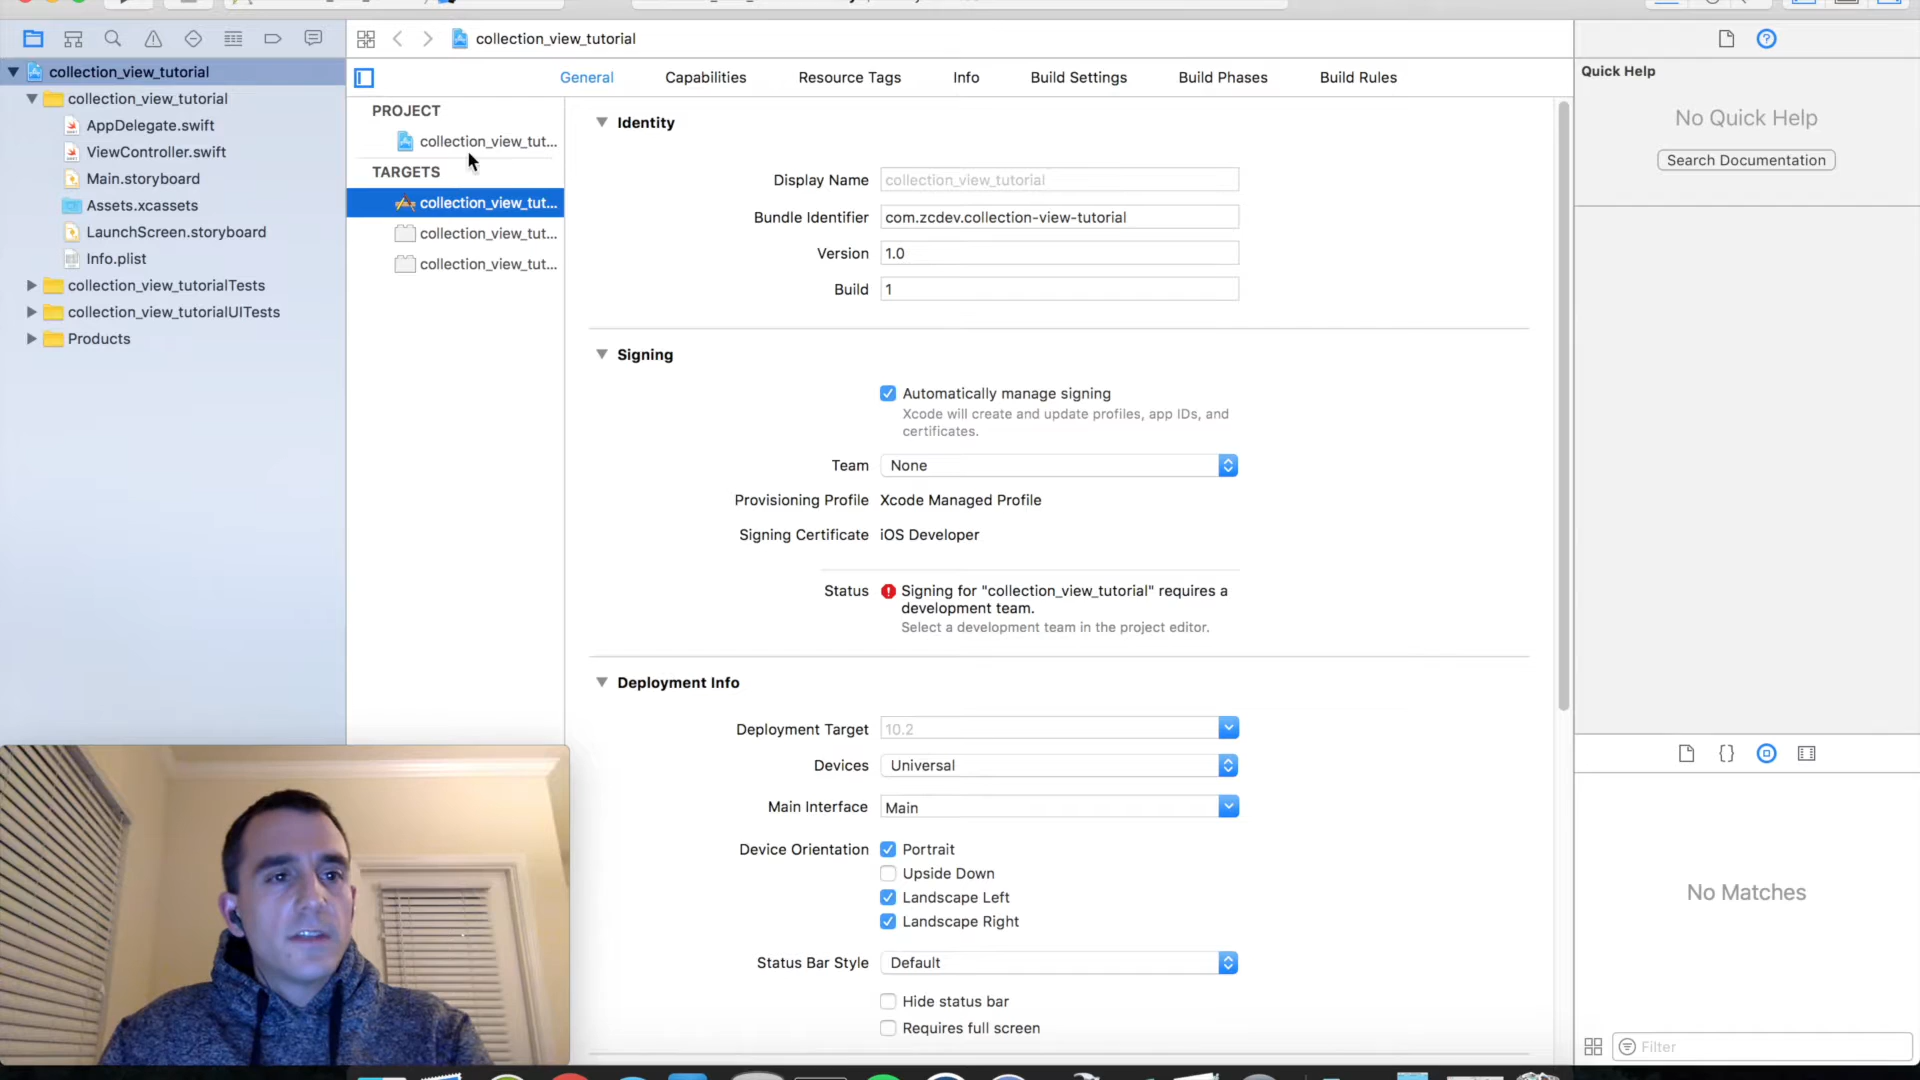 collection_view_tutorial
General
Capabilities
Resource Tags
Info
Build Settings
Build Phases
Build Rules
collection_view_tutorial
collection_view_tutorial
AppDelegate.swift
ViewController.swift
Main.storyboard
Assets.xcassets
LaunchScreen.storyboard
Info.plist
collection_view_tutorialTests
collection_view_tutorialUITests
Products
PROJECT
collection_view_tut...
TARGETS
collection_view_tut...
collection_view_tut...
collection_view_tut...
Identity
Display Name collection_view_tutorial
Bundle Identifier com.zcdev.collection-view-tutorial
Version 1.0
Build 1
Signing
Automatically manage signing
Xcode will create and update profiles, app IDs, and
certificates.
Team None
Provisioning Profile Xcode Managed Profile
Signing Certificate iOS Developer
Status Signing for "collection_view_tutorial" requires a
development team.
Select a development team in the project editor.
Deployment Info
Deployment Target 10.2
Devices Universal
Main Interface Main
Device Orientation Portrait
Upside Down
Landscape Left
Landscape Right
Status Bar Style Default
Hide status bar
Requires full screen
Quick Help
No Quick Help
Search Documentation
No Matches
Filter